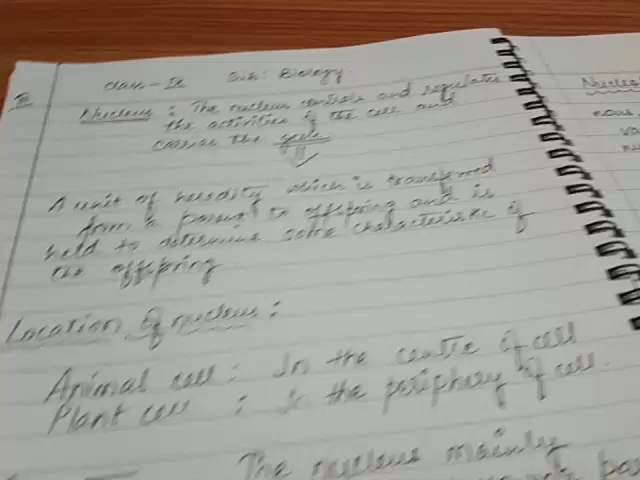 Class - IX Sub: Biology
III
Nucleus : The nucleus controls and regulates
the activities of the cell and
carries the
A unit of heredity which is transferred
from a parent to offspring and is
held to determine some characteristic of
the offspring
Location of nucleus :
Animal cell : In the centre of cell
Plant cell : In the periphery of cell.
The nucleus mainly
Nucleo